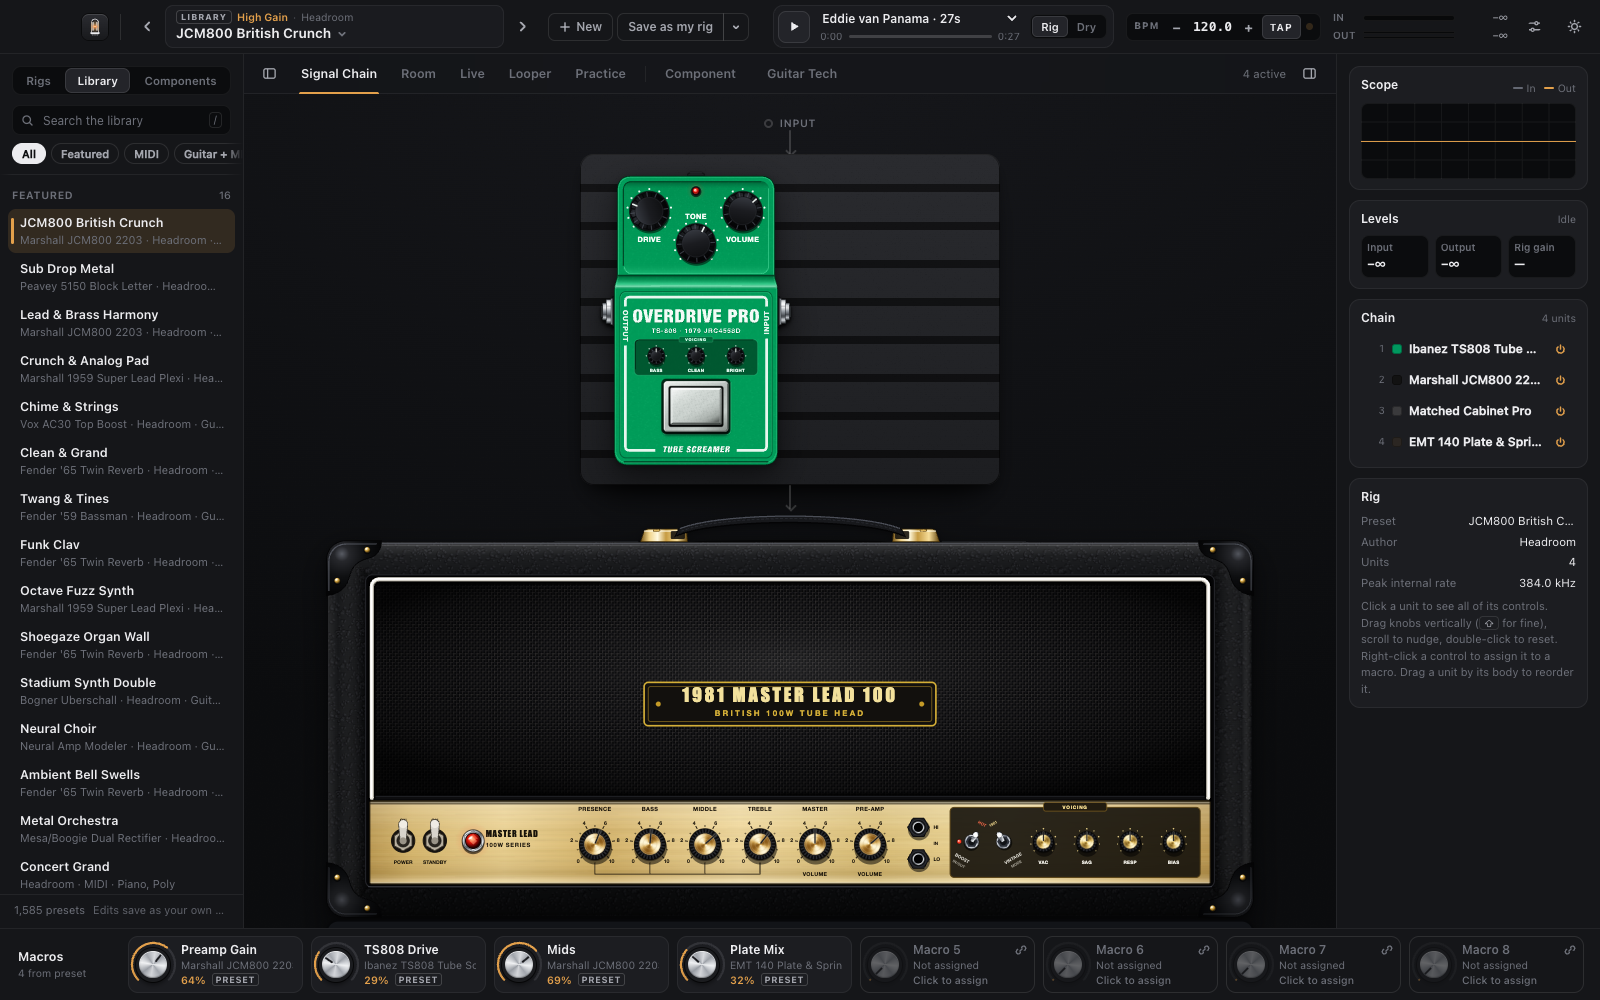 LIBRARY High Gain · Headroom
JCM800 British Crunch
+ New
Save as my rig
Eddie van Panama · 27s
0:00
0:27
Rig
Dry
BPM
− 120.0 +
TAP
IN
-∞
OUT
-∞
Rigs
Library
Components
Search the library
/
All
Featured
MIDI
Guitar + M
FEATURED
16
JCM800 British Crunch
Marshall JCM800 2203 · Headroom ·...
Sub Drop Metal
Peavey 5150 Block Letter · Headroo...
Lead & Brass Harmony
Marshall JCM800 2203 · Headroom ·...
Crunch & Analog Pad
Marshall 1959 Super Lead Plexi · Hea...
Chime & Strings
Vox AC30 Top Boost · Headroom · Gu...
Clean & Grand
Fender '65 Twin Reverb · Headroom ·...
Twang & Tines
Fender '59 Bassman · Headroom · Gu...
Funk Clav
Fender '65 Twin Reverb · Headroom ·...
Octave Fuzz Synth
Marshall 1959 Super Lead Plexi · Hea...
Shoegaze Organ Wall
Fender '65 Twin Reverb · Headroom ·...
Stadium Synth Double
Bogner Uberschall · Headroom · Guit...
Neural Choir
Neural Amp Modeler · Headroom · Gu...
Ambient Bell Swells
Fender '65 Twin Reverb · Headroom ·...
Metal Orchestra
Mesa/Boogie Dual Rectifier · Headroo...
Concert Grand
Headroom · MIDI · Piano, Poly
1,585 presets Edits save as your own ...
Signal Chain
Room
Live
Looper
Practice
Component
Guitar Tech
4 active
INPUT
TONE
DRIVE
VOLUME
OUTPUT
OVERDRIVE PRO
INPUT
TS-808 · 1979 JRC4558D
VOICING
BASS
CLEAN
BRIGHT
TUBE SCREAMER
1981 MASTER LEAD 100
BRITISH 100W TUBE HEAD
POWER
STANDBY
MASTER LEAD
100W SERIES
PRESENCE
BASS
MIDDLE
TREBLE
MASTER
PRE-AMP
VOLUME
VOLUME
HI
IN
LO
VOICING
BOOST
VINTAGE
VAC
SAG
RESP
BIAS
Scope
In
Out
Levels
Idle
Input
-∞
Output
-∞
Rig gain
—
Chain
4 units
1 Ibanez TS808 Tube ...
2 Marshall JCM800 22...
3 Matched Cabinet Pro
4 EMT 140 Plate & Spri...
Rig
Preset JCM800 British C...
Author Headroom
Units 4
Peak internal rate 384.0 kHz
Click a unit to see all of its controls.
Drag knobs vertically (⇧ for fine),
scroll to nudge, double-click to reset.
Right-click a control to assign it to a
macro. Drag a unit by its body to reorder
it.
Macros
4 from preset
Preamp Gain
Marshall JCM800 220
64% PRESET
TS808 Drive
Ibanez TS808 Tube Sc
29% PRESET
Mids
Marshall JCM800 220
69% PRESET
Plate Mix
EMT 140 Plate & Sprin
32% PRESET
Macro 5
Not assigned
Click to assign
Macro 6
Not assigned
Click to assign
Macro 7
Not assigned
Click to assign
Macro 8
Not assigned
Click to assign